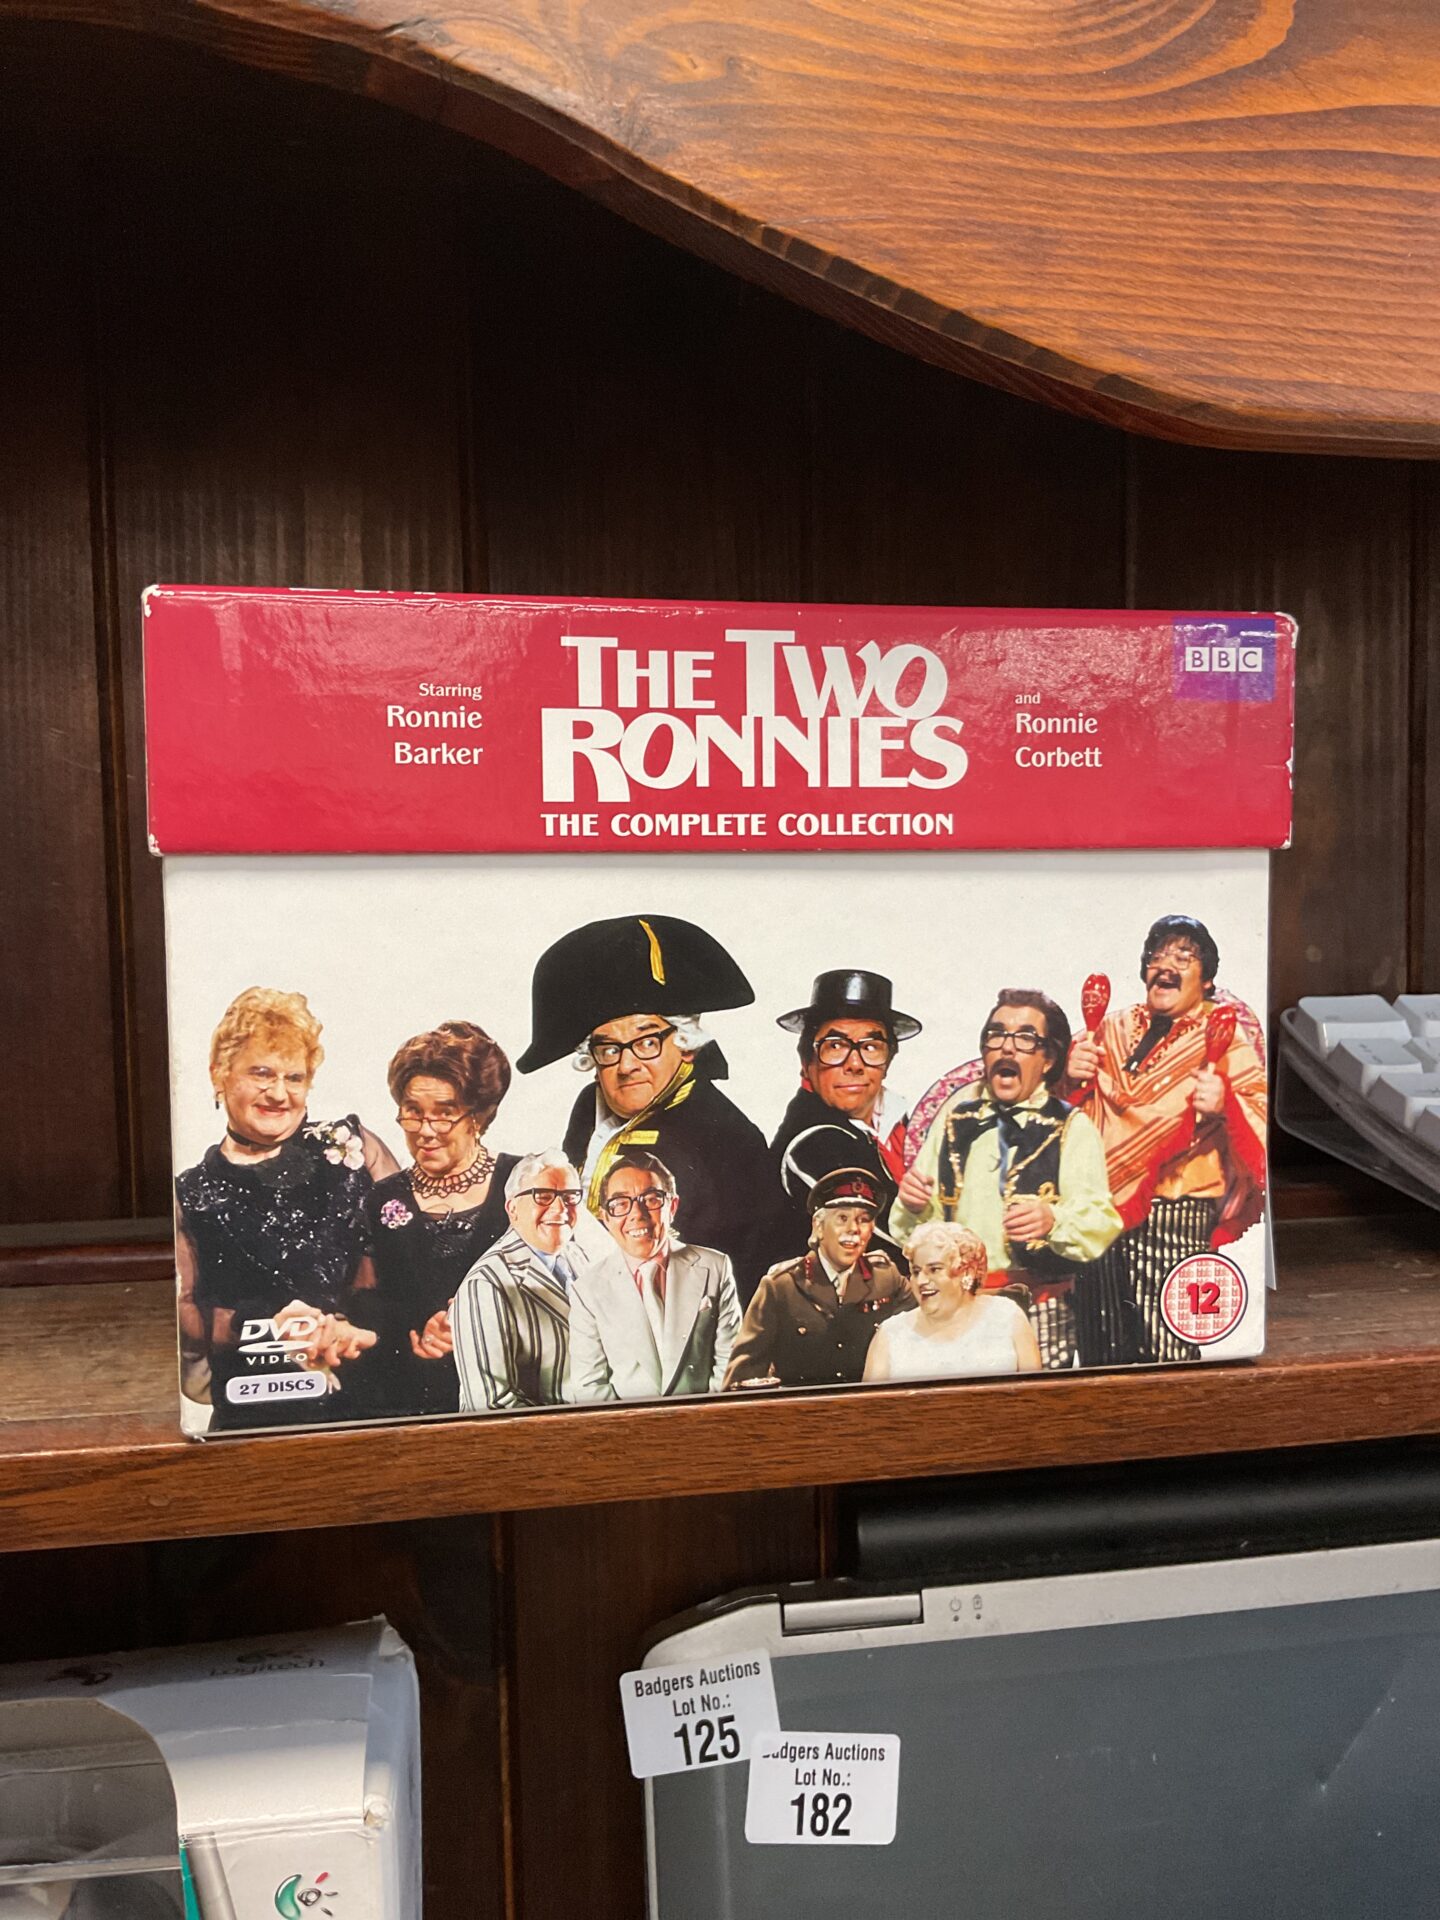 THE TWO
RONNIES
THE COMPLETE COLLECTION
Starring
Ronnie
Barker
and
Ronnie
Corbett
BBC
DVD
VIDEO
27 DISCS
12
Logitech
Badgers Auctions
Lot No.:
125
Auctions
Lot No.:
182